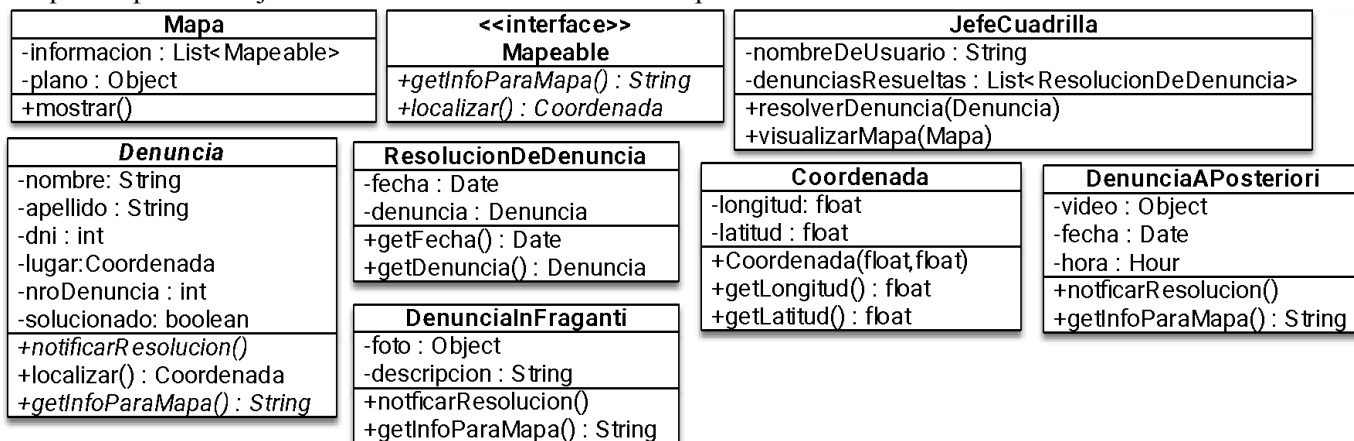 Mapa
-informacion : List<Mapeable>
-plano : Object
+mostrar()
<<interface>>
Mapeable
+getInfoParaMapa() : String
+localizar() : Coordenada
JefeCuadrilla
-nombreDeUsuario : String
-denunciasResueltas : List<ResolucionDeDenuncia>
+resolverDenuncia(Denuncia)
+visualizarMapa(Mapa)
Denuncia
-nombre: String
-apellido : String
-dni : int
-lugar:Coordenada
-nroDenuncia : int
-solucionado: boolean
+notificarResolucion()
+localizar() : Coordenada
+getInfoParaMapa() : String
ResolucionDeDenuncia
-fecha : Date
-denuncia : Denuncia
+getFecha() : Date
+getDenuncia() : Denuncia
DenunciaInFraganti
-foto : Object
-descripcion : String
+notficarResolucion()
+getInfoParaMapa() : String
Coordenada
-longitud: float
-latitud : float
+Coordenada(float,float)
+getLongitud() : float
+getLatitud() : float
DenunciaAPosteriori
-video : Object
-fecha : Date
-hora : Hour
+notficarResolucion()
+getInfoParaMapa() : String